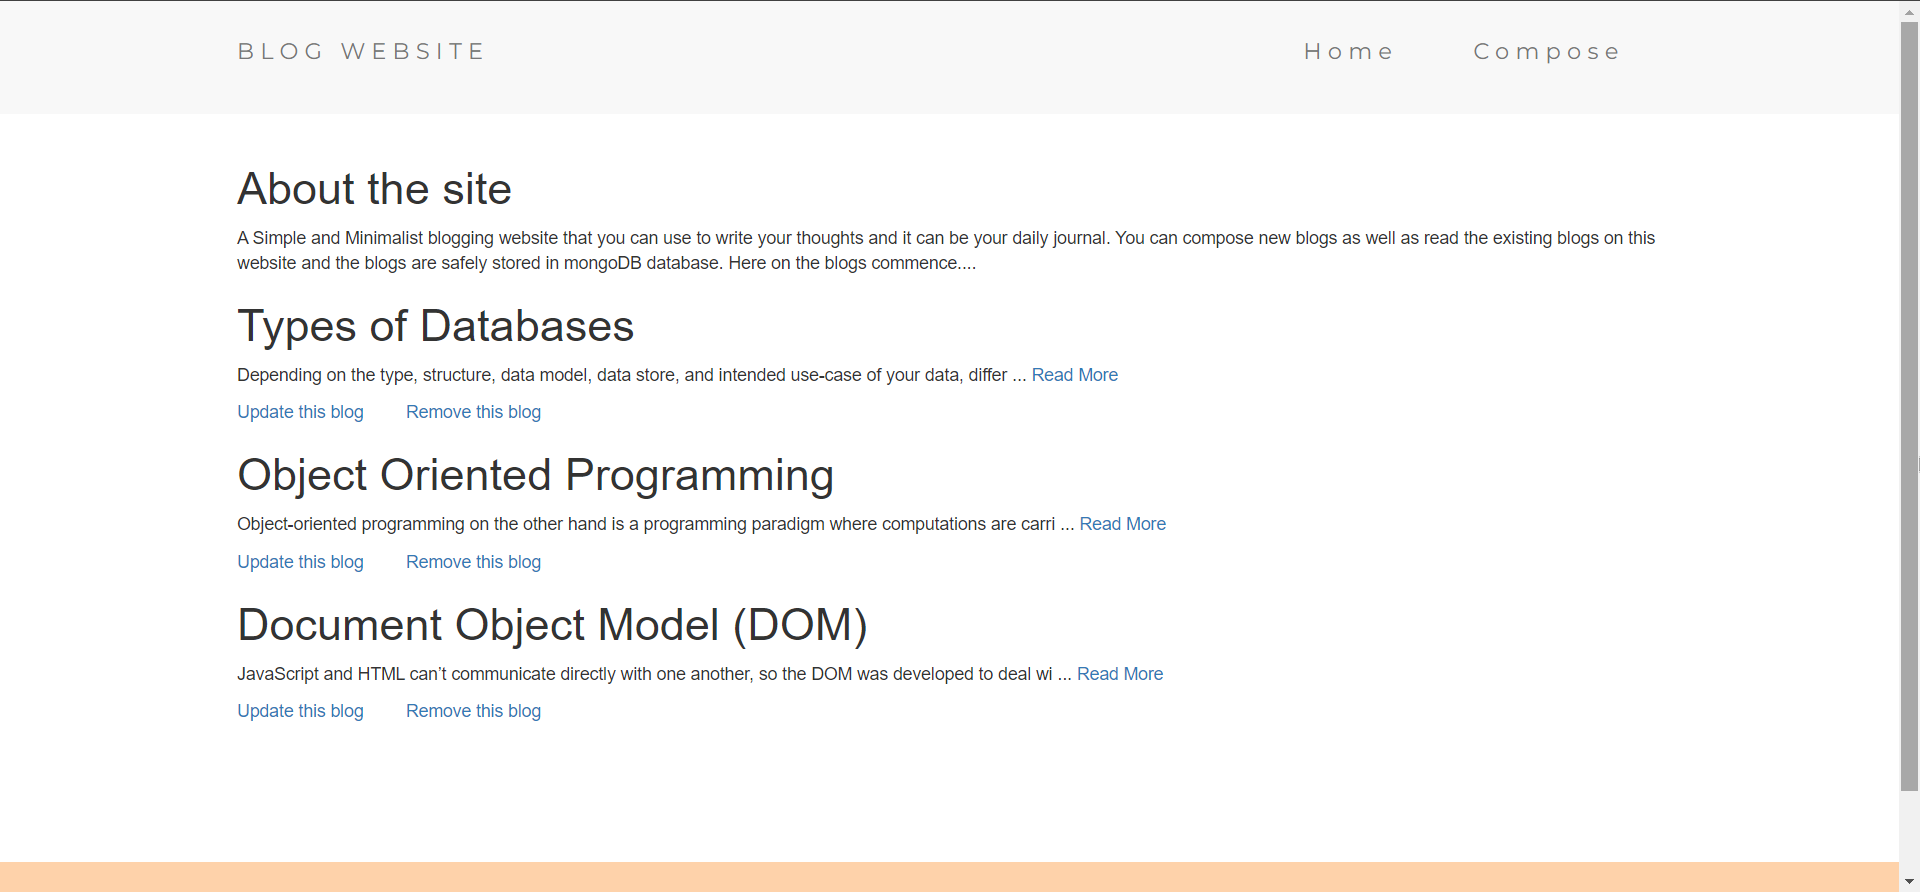 BLOG WEBSITE
Home
Compose
About the site
A Simple and Minimalist blogging website that you can use to write your thoughts and it can be your daily journal. You can compose new blogs as well as read the existing blogs on this
website and the blogs are safely stored in mongoDB database. Here on the blogs commence....
Types of Databases
Depending on the type, structure, data model, data store, and intended use-case of your data, differ ... Read More
Update this blog Remove this blog
Object Oriented Programming
Object-oriented programming on the other hand is a programming paradigm where computations are carri ... Read More
Update this blog Remove this blog
Document Object Model (DOM)
JavaScript and HTML can’t communicate directly with one another, so the DOM was developed to deal wi ... Read More
Update this blog Remove this blog